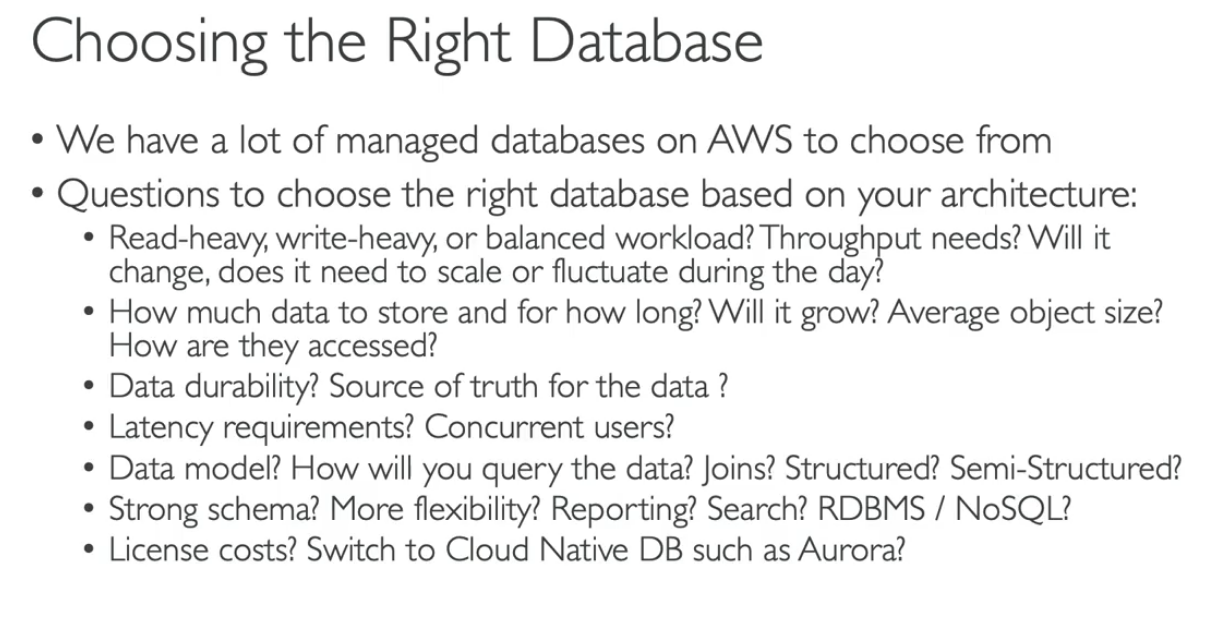 Choosing the Right Database
• We have a lot of managed databases on AWS to choose from
• Questions to choose the right database based on your architecture:
• Read-heavy, write-heavy, or balanced workload? Throughput needs? Will it
change, does it need to scale or fluctuate during the day?
• How much data to store and for how long? Will it grow? Average object size?
How are they accessed?
• Data durability? Source of truth for the data ?
• Latency requirements? Concurrent users?
• Data model? How will you query the data? Joins? Structured? Semi-Structured?
• Strong schema? More flexibility? Reporting? Search? RDBMS / NoSQL?
• License costs? Switch to Cloud Native DB such as Aurora?